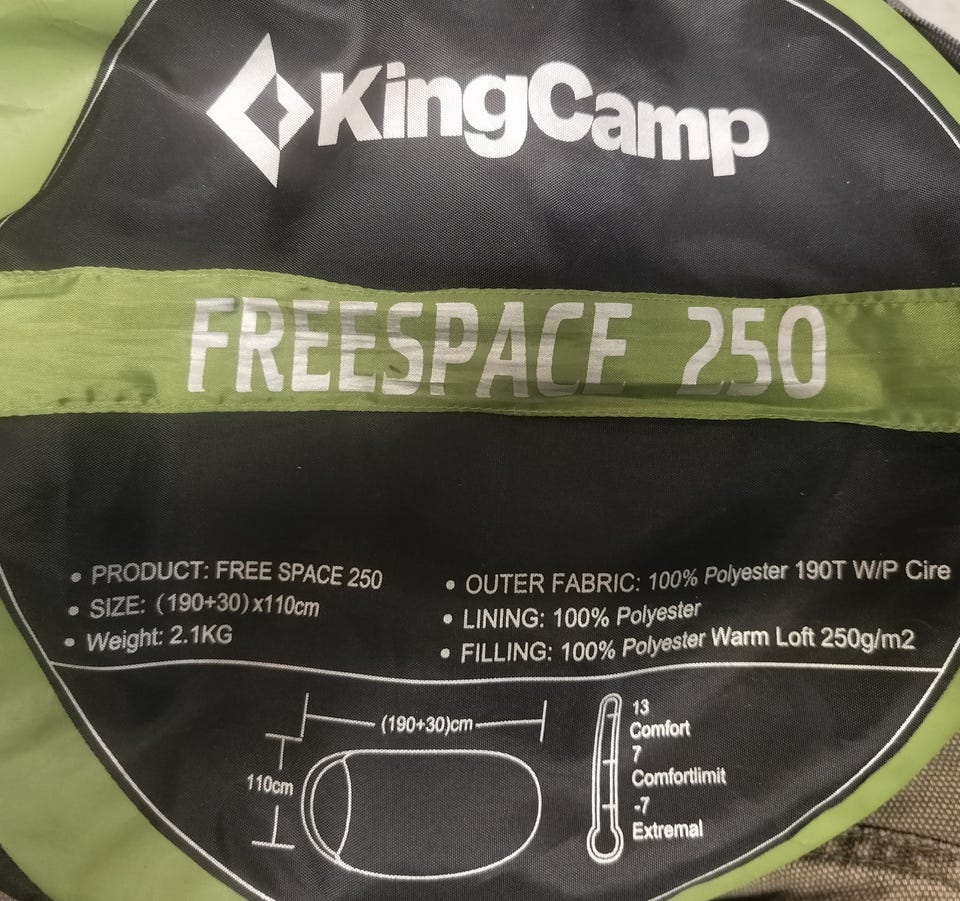 KingCamp
FREESPACE 250
• PRODUCT: FREE SPACE 250
• SIZE: (190+30)x110cm
• Weight: 2.1KG
• OUTER FABRIC: 100% Polyester 190T W/P Cire
• LINING: 100% Polyester
• FILLING: 100% Polyester Warm Loft 250g/m2
(190+30)cm
110cm
13
Comfort
7
Comfortlimit
-7
Extremal